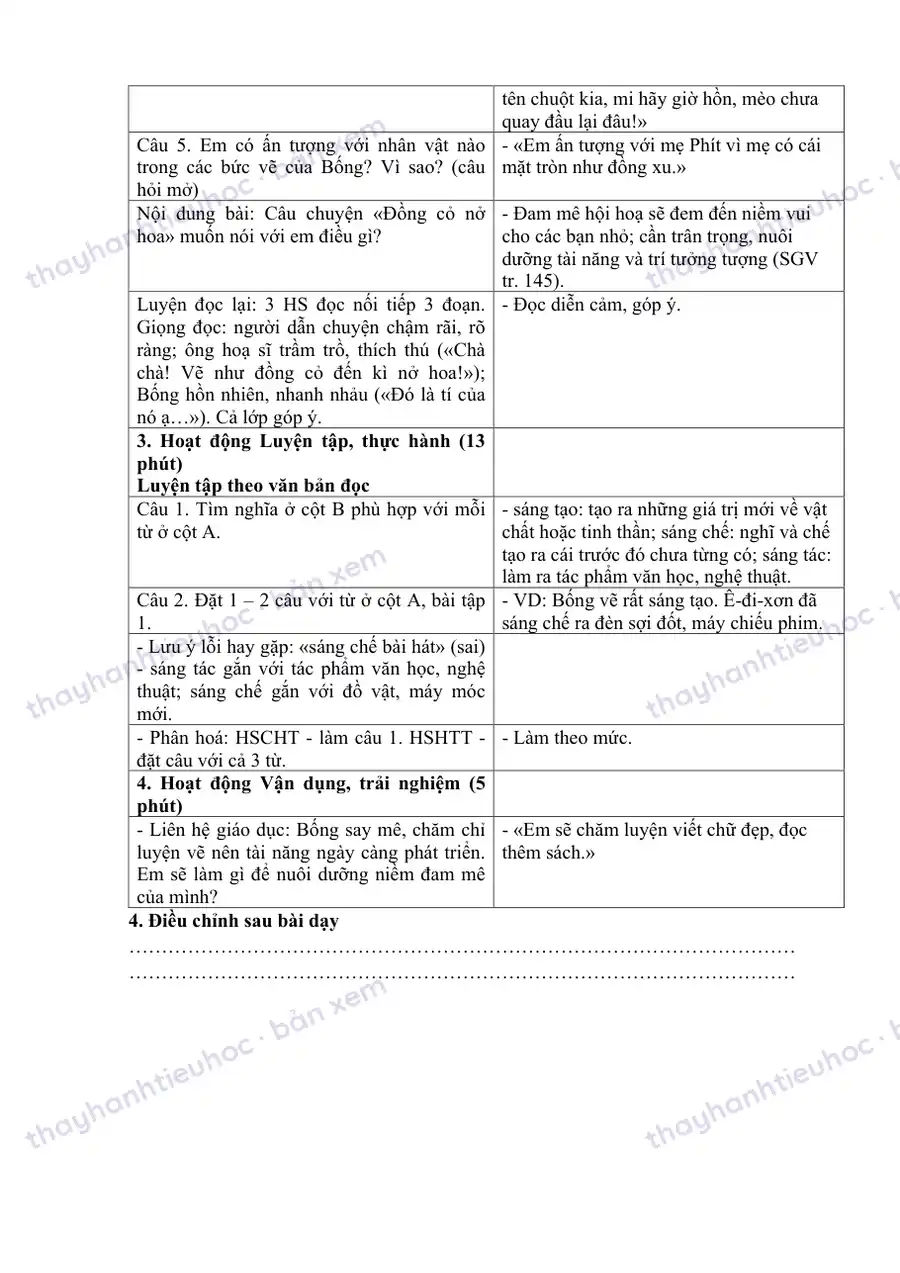 tên chuột kia, mi hãy giờ hồn, mèo chưa
quay đầu lại đâu!»
Câu 5. Em có ấn tượng với nhân vật nào
trong các bức vẽ của Bống? Vì sao? (câu
hỏi mở)
- «Em ấn tượng với mẹ Phít vì mẹ có cái
mặt tròn như đồng xu.»
Nội dung bài: Câu chuyện «Đồng cỏ nở
hoa» muốn nói với em điều gì?
- Đam mê hội hoạ sẽ đem đến niềm vui
cho các bạn nhỏ; cần trân trọng, nuôi
dưỡng tài năng và trí tưởng tượng (SGV
tr. 145).
Luyện đọc lại: 3 HS đọc nối tiếp 3 đoạn.
Giọng đọc: người dẫn chuyện chậm rãi, rõ
ràng; ông hoạ sĩ trầm trồ, thích thú («Chà
chà! Vẽ như đồng cỏ đến kì nở hoa!»);
Bống hồn nhiên, nhanh nhảu («Đó là tí của
nó ạ…»). Cả lớp góp ý.
- Đọc diễn cảm, góp ý.
3. Hoạt động Luyện tập, thực hành (13
phút)
Luyện tập theo văn bản đọc
Câu 1. Tìm nghĩa ở cột B phù hợp với mỗi
từ ở cột A.
- sáng tạo: tạo ra những giá trị mới về vật
chất hoặc tinh thần; sáng chế: nghĩ và chế
tạo ra cái trước đó chưa từng có; sáng tác:
làm ra tác phẩm văn học, nghệ thuật.
Câu 2. Đặt 1 – 2 câu với từ ở cột A, bài tập
1.
- VD: Bống vẽ rất sáng tạo. Ê-đi-xơn đã
sáng chế ra đèn sợi đốt, máy chiếu phim.
- Lưu ý lỗi hay gặp: «sáng chế bài hát» (sai)
- sáng tác gắn với tác phẩm văn học, nghệ
thuật; sáng chế gắn với đồ vật, máy móc
mới.
- Phân hoá: HSCHT - làm câu 1. HSHTT -
đặt câu với cả 3 từ.
- Làm theo mức.
4. Hoạt động Vận dụng, trải nghiệm (5
phút)
- Liên hệ giáo dục: Bống say mê, chăm chỉ
luyện vẽ nên tài năng ngày càng phát triển.
Em sẽ làm gì để nuôi dưỡng niềm đam mê
của mình?
- «Em sẽ chăm luyện viết chữ đẹp, đọc
thêm sách.»
4. Điều chỉnh sau bài dạy
………………………………………………………………………………………
………………………………………………………………………………………
thayhanhtieuhoc · bản xem
thayhanhtieuhoc · b
thayhanhtieuhoc · bản xem
thayhanhtieuhoc · b
thayhanhtieuhoc · bản xem
thayhanhtieuhoc · b